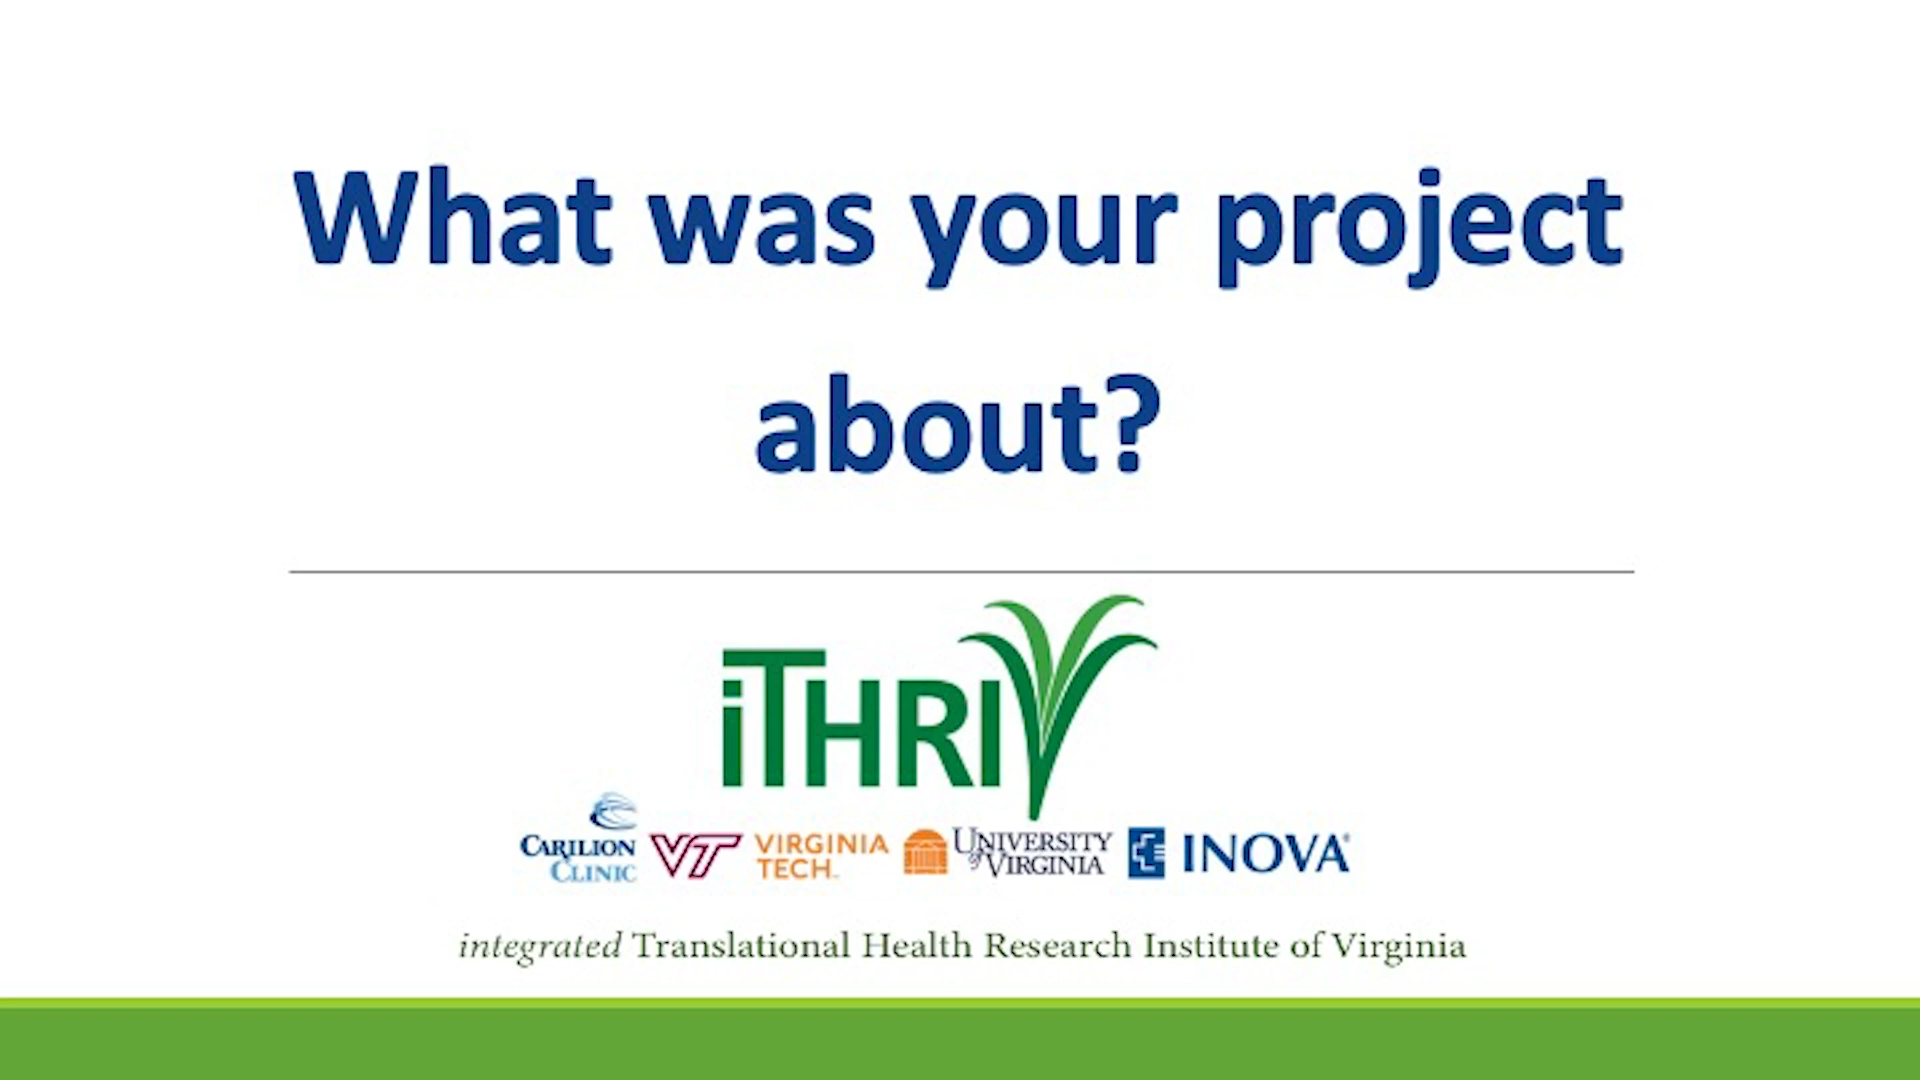 What was your project
about?
iTHRIV
CARILION
CLINIC
VT
VIRGINIA
TECH
UNIVERSITY
of VIRGINIA
INOVA
integrated Translational Health Research Institute of Virginia